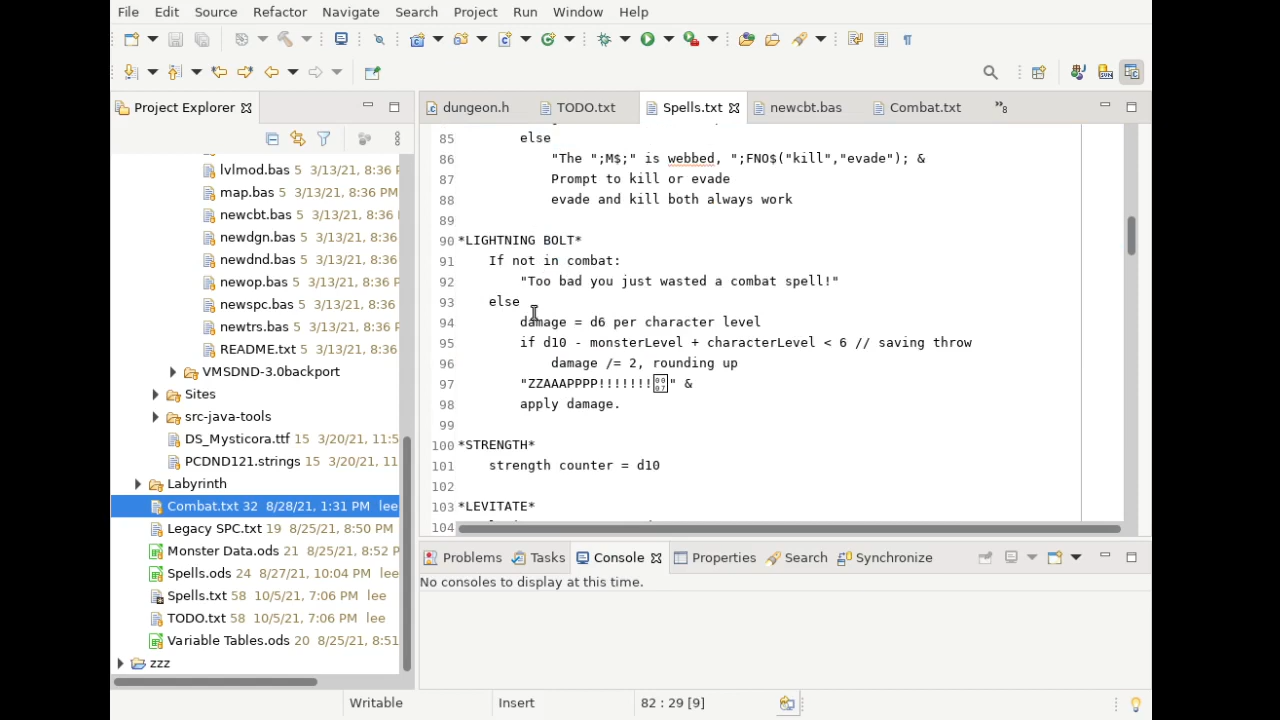 File Edit Source Refactor Navigate Search Project Run Window Help
Project Explorer
lvlmod.bas 5 3/13/21, 8:36 P
map.bas 5 3/13/21, 8:36 PM
newcbt.bas 5 3/13/21, 8:36
newdgn.bas 5 3/13/21, 8:36
newdnd.bas 5 3/13/21, 8:36
newop.bas 5 3/13/21, 8:36
newspc.bas 5 3/13/21, 8:36
newtrs.bas 5 3/13/21, 8:36
README.txt 5 3/13/21, 8:36
VMSDND-3.0backport
Sites
src-java-tools
DS_Mysticora.ttf 15 3/20/21, 11:5
PCDND121.strings 15 3/20/21, 11
Labyrinth
Combat.txt 32 8/28/21, 1:31 PM lee
Legacy SPC.txt 19 8/25/21, 8:50 PM
Monster Data.ods 21 8/25/21, 8:52 P
Spells.ods 24 8/27/21, 10:04 PM lee
Spells.txt 58 10/5/21, 7:06 PM lee
TODO.txt 58 10/5/21, 7:06 PM lee
Variable Tables.ods 20 8/25/21, 8:51
zzz
dungeon.h TODO.txt Spells.txt newcbt.bas Combat.txt »8
85 else
86 "The ";M$;" is webbed, ";FNO$("kill","evade"); &
87 Prompt to kill or evade
88 evade and kill both always work
89
90 *LIGHTNING BOLT*
91 If not in combat:
92 "Too bad you just wasted a combat spell!"
93 else
94 damage = d6 per character level
95 if d10 - monsterLevel + characterLevel < 6 // saving throw
96 damage /= 2, rounding up
97 "ZZAAAPPPP!!!!!!!" &
98 apply damage.
99
100 *STRENGTH*
101 strength counter = d10
102
103 *LEVITATE*
104
Problems Tasks Console Properties Search Synchronize
No consoles to display at this time.
Writable Insert 82 : 29 [9]